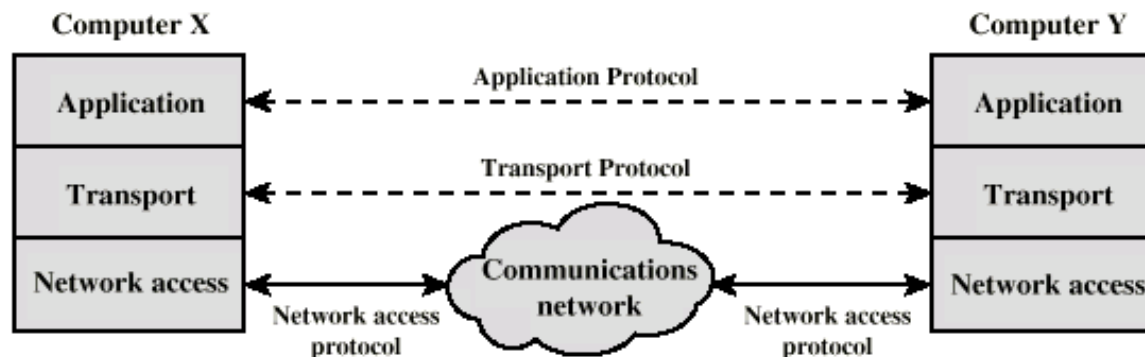 Computer X
Computer Y
Application
Application Protocol
Application
Transport
Transport Protocol
Transport
Network access
Communications
network
Network access
Network access
protocol
Network access
protocol